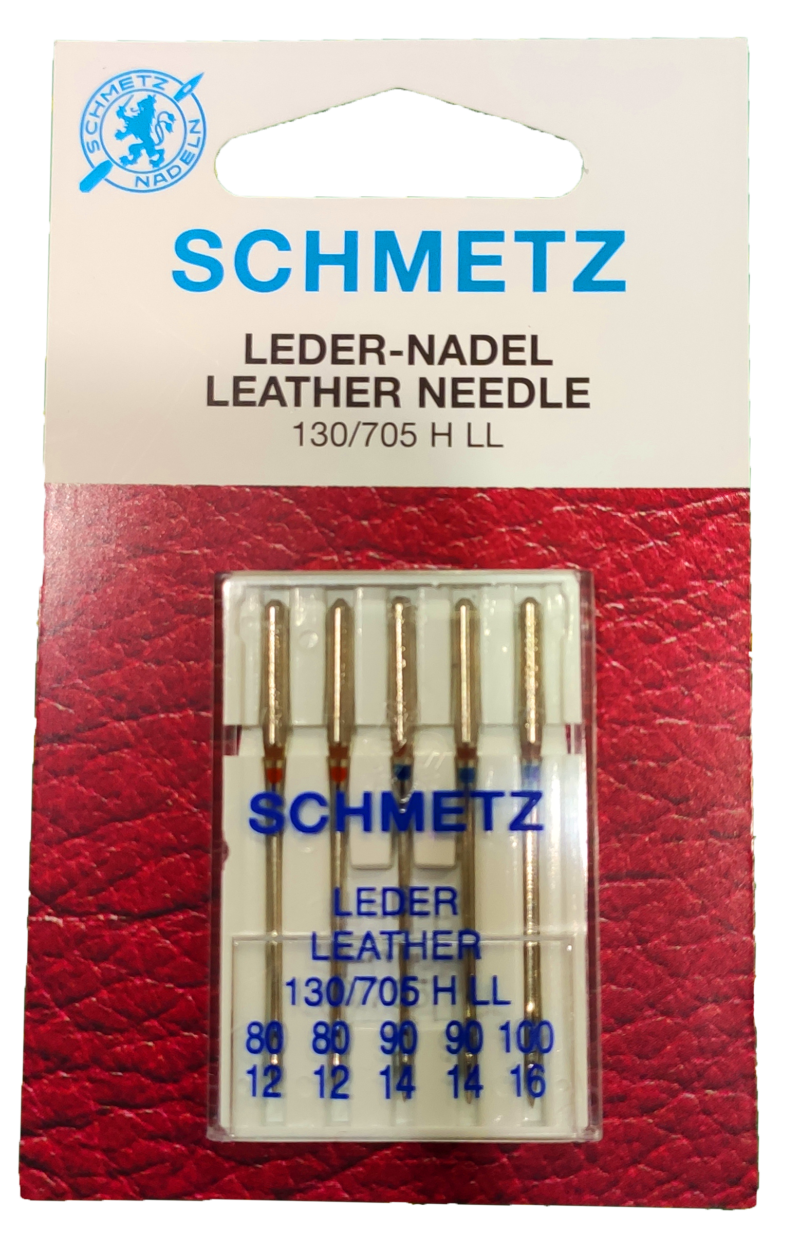 SCHMETZ
NADELN
SCHMETZ
LEDER-NADEL
LEATHER NEEDLE
130/705 H LL
SCHMETZ
LEDER
LEATHER
130/705 H LL
80 80 90 90 100
12 12 14 14 16